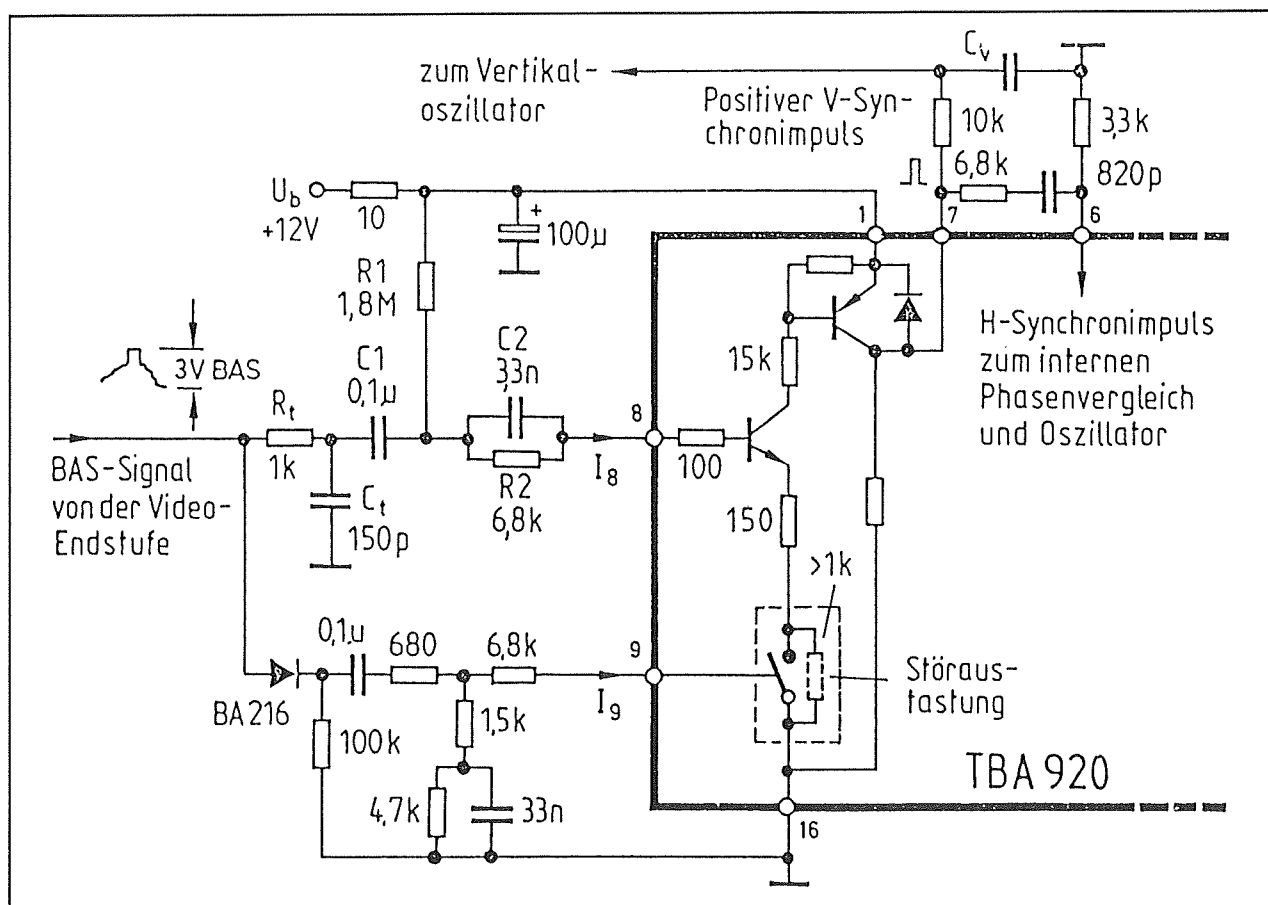 C_v
zum Vertikal-
oszillator
Positiver V-Syn-
chronimpuls
10k
3,3k
6,8k
820p
U_b
+12V
10
100µ
1
7
6
R1
1,8M
3V BAS
C1
0,1µ
C2
3,3n
15k
H-Synchronimpuls
zum internen
Phasenvergleich
und Oszillator
R_t
1k
8
I_8
100
BAS-Signal
von der Video-
Endstufe
C_t
150p
R2
6,8k
150
>1k
0,1µ
680
6,8k
9
I_9
Störaus-
tastung
BA216
100k
1,5k
4,7k
33n
TBA 920
16
+